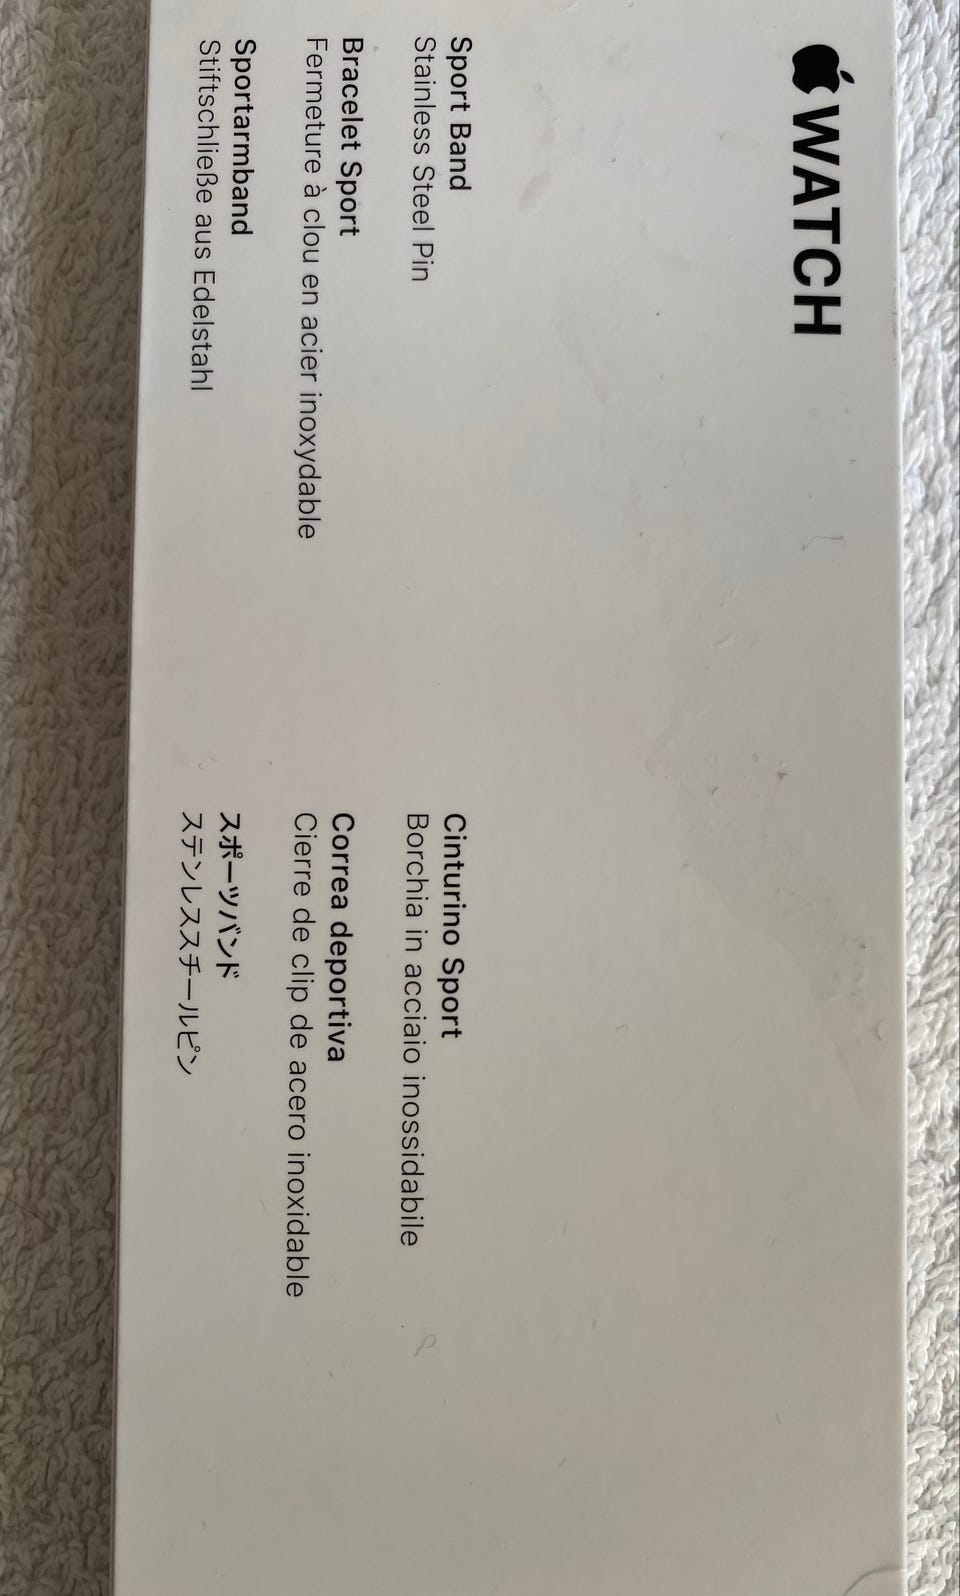 WATCH
Sport Band
Stainless Steel Pin
Bracelet Sport
Fermeture à clou en acier inoxydable
Sportarmband
Stiftschließe aus Edelstahl
Cinturino Sport
Borchia in acciaio inossidabile
Correa deportiva
Cierre de clip de acero inoxidable
スポーツバンド
ステンレススチールピン